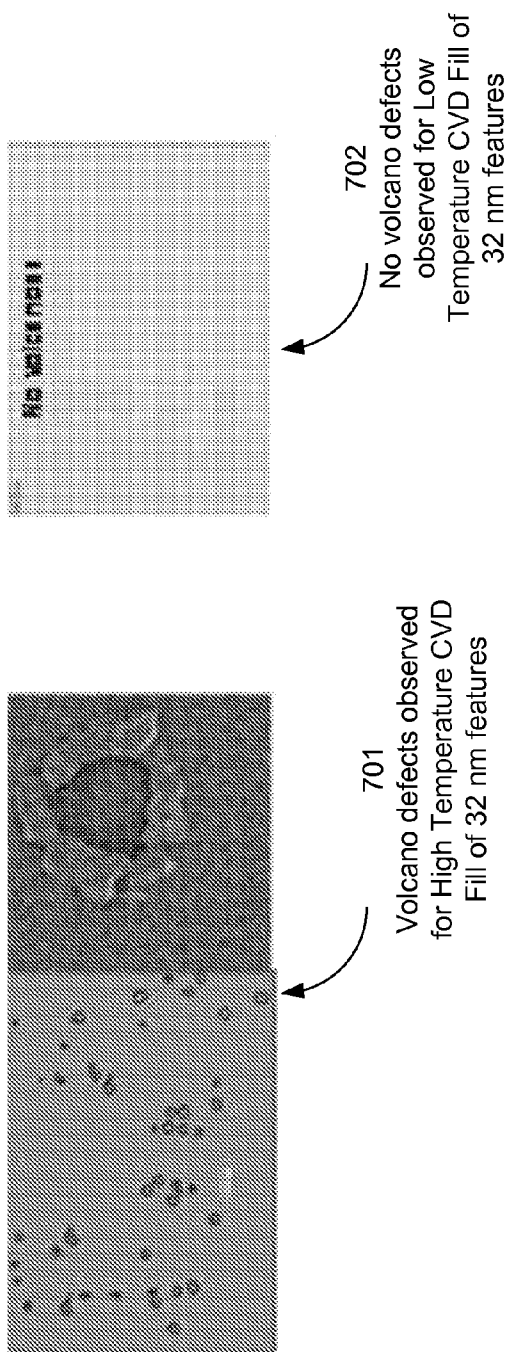 No
701
Volcano defects observed
for High Temperature CVD
Fill of 32 nm features
702
No volcano defects
observed for Low
Temperature CVD Fill of
32 nm features